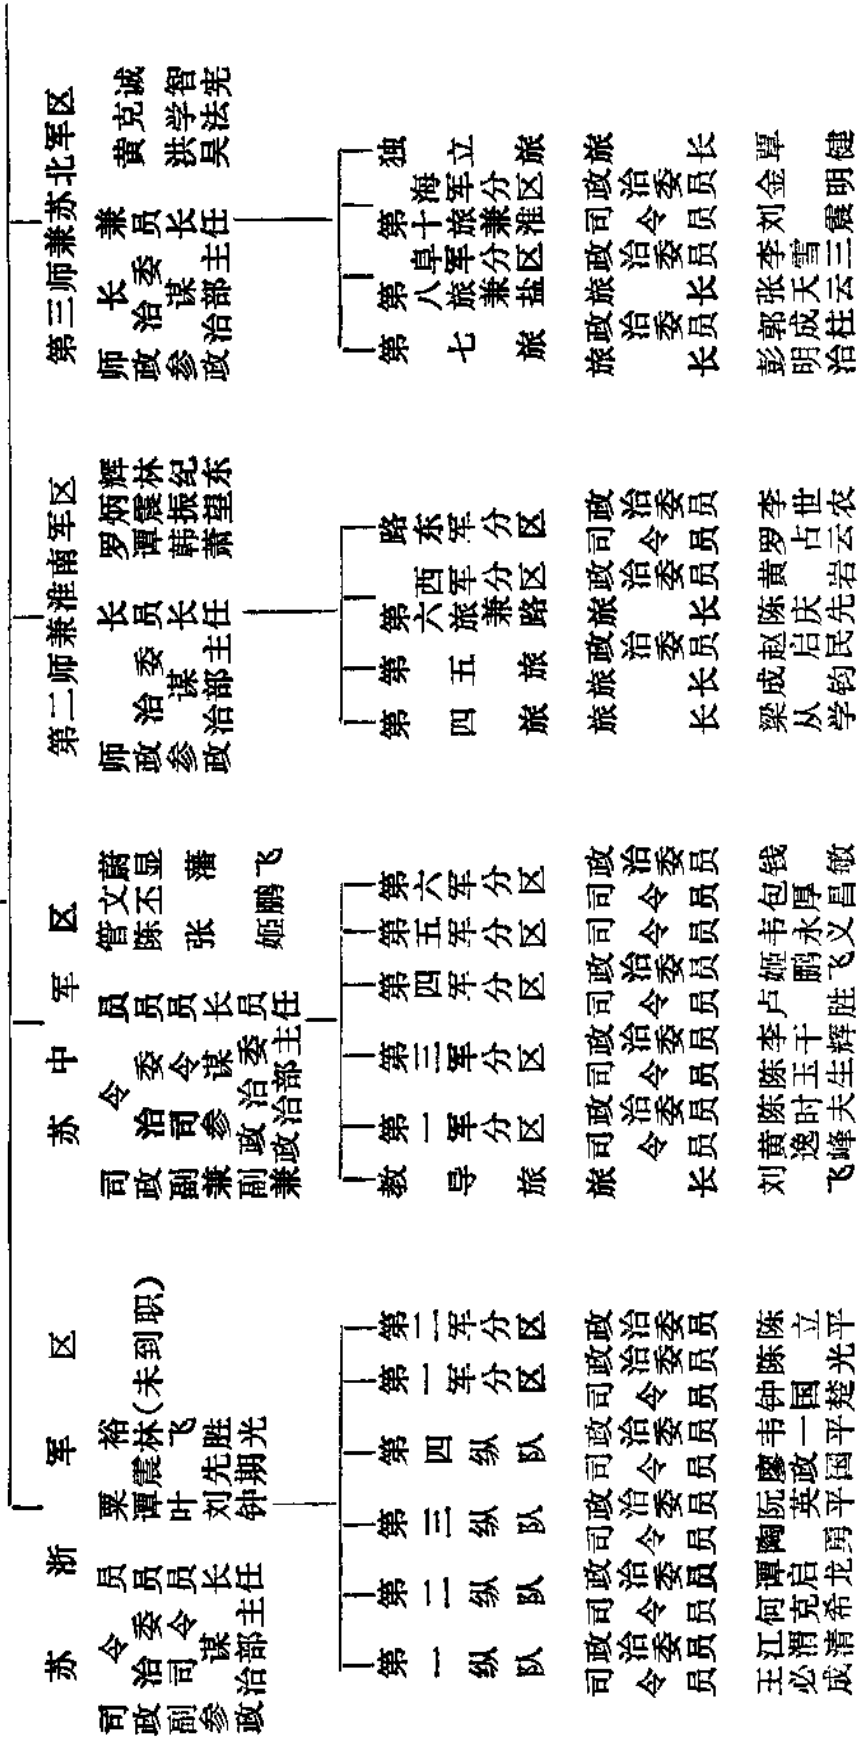 苏浙军区
司令员 粟裕
政治委员 谭震林(未到职)
副司令员 叶飞
参谋长 刘先胜
政治部主任 钟期光
第一纵队
司令员 王必成
政治委员 江渭清
第二纵队
司令员 何克希
政治委员 谭启龙
第三纵队
司令员 陶勇
政治委员 阮英平
第四纵队
司令员 廖政国
政治委员 韦一平
第一军分区
司令员 钟国楚
政治委员 陈光
第二军分区
政治委员 陈立平
苏中军区
司令员 管文蔚
政治委员 陈丕显
副司令员
兼参谋长 张藩
副政治委员
兼政治部主任 姬鹏飞
教导旅
旅长 刘飞
第一军分区
司令员 黄逸峰
政治委员 陈时夫
第三军分区
司令员 陈玉生
政治委员 李干辉
第四军分区
司令员 卢胜
政治委员 姬鹏飞
第五军分区
司令员 韦永义
第六军分区
司令员 包厚昌
政治委员 钱敏
第二师兼淮南军区
师长 罗炳辉
政治委员 谭震林
参谋长 韩振纪
政治部主任 萧望东
第四旅
旅长 梁从学
第五旅
旅长 成钧
政治委员 赵启民
第六旅兼路西军分区
旅长 陈庆先
政治委员 黄岩
路东军分区
司令员 罗占云
政治委员 李世农
第三师兼苏北军区
师长兼
政治委员 黄克诚
参谋长 洪学智
政治部主任 吴法宪
第七旅
旅长 彭明治
政治委员 郭成柱
第八旅兼盐阜军分区
旅长 张天云
政治委员 李雪三
第十旅兼淮海军分区
司令员 刘震
政治委员 金明
独立旅
旅长 覃健